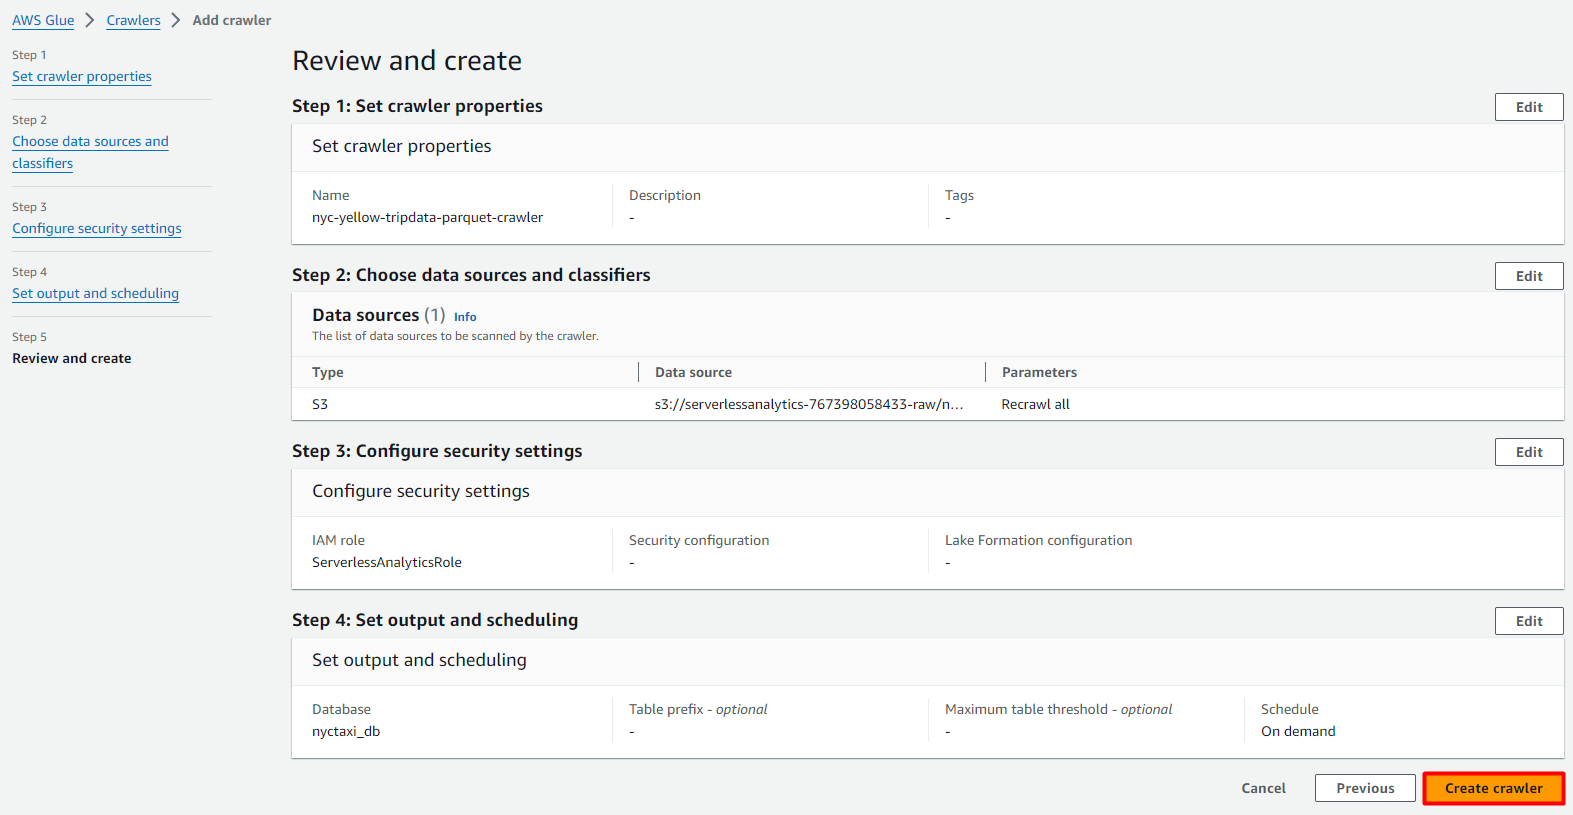 AWS Glue > Crawlers > Add crawler
Step 1
Set crawler properties
Step 2
Choose data sources and
classifiers
Step 3
Configure security settings
Step 4
Set output and scheduling
Step 5
Review and create
Review and create
Step 1: Set crawler properties
Edit
Set crawler properties
Name
nyc-yellow-tripdata-parquet-crawler
Description
-
Tags
-
Step 2: Choose data sources and classifiers
Edit
Data sources (1) Info
The list of data sources to be scanned by the crawler.
Type Data source Parameters
S3 s3://serverlessanalytics-767398058433-raw/n... Recrawl all
Step 3: Configure security settings
Edit
Configure security settings
IAM role
ServerlessAnalyticsRole
Security configuration
-
Lake Formation configuration
-
Step 4: Set output and scheduling
Edit
Set output and scheduling
Database
nyctaxi_db
Table prefix - optional
-
Maximum table threshold - optional
-
Schedule
On demand
Cancel Previous Create crawler